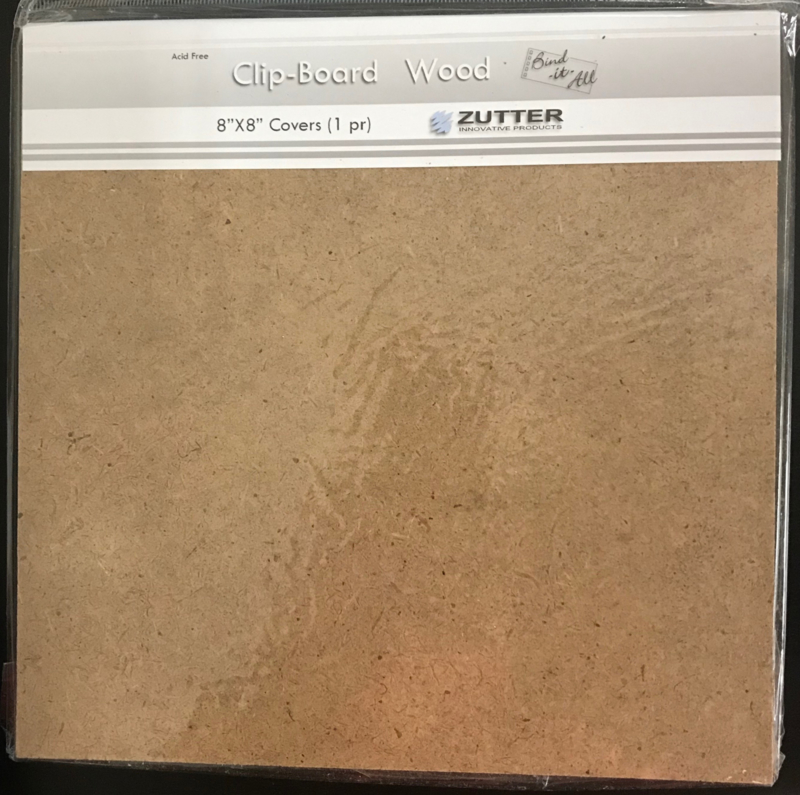 Acid Free
Clip-Board Wood
Bind
-it-
All
8"X8" Covers (1 pr)
ZUTTER
INNOVATIVE PRODUCTS